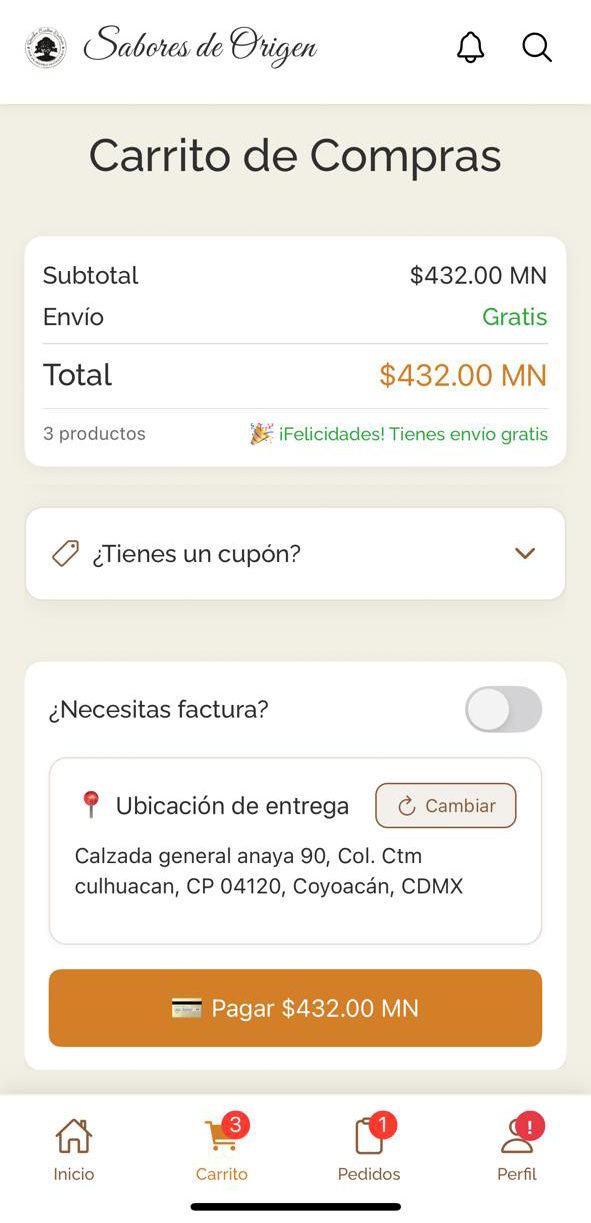 Sabores de Origen
Carrito de Compras
Subtotal $432.00 MN
Envío Gratis
Total $432.00 MN
3 productos 🎉 ¡Felicidades! Tienes envío gratis
¿Tienes un cupón?
¿Necesitas factura?
📍 Ubicación de entrega Cambiar
Calzada general anaya 90, Col. Ctm
culhuacan, CP 04120, Coyoacán, CDMX
💳 Pagar $432.00 MN
3 1 !
Inicio Carrito Pedidos Perfil